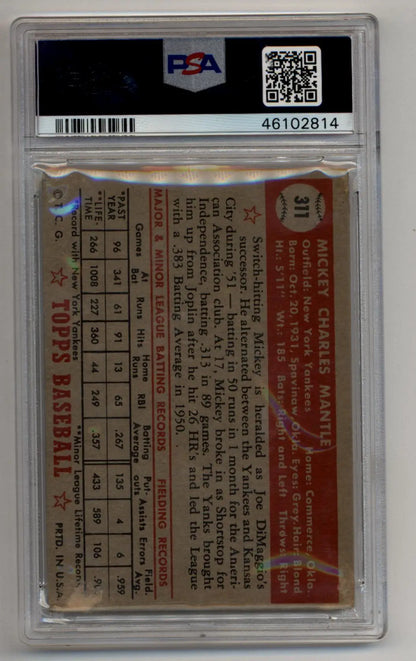 PSA
46102814
311
MICKEY CHARLES MANTLE
Outfield: New York Yankees Home: Commerce, Okla.
Born: Oct. 20, 1931, Spavinaw, Okla. Eyes: Grey Hair: Blond
Ht.: 5'11" Wt.: 185 Bats: Right and Left Throws: Right
Switch-hitting Mickey is heralded as Joe DiMaggio's
successor. He alternated between the Yankees and Kansas
City during '51 — batting in 50 runs in 1 month for the Ameri-
can Association club. At 17, Mickey broke in as Shortstop for
Independence, batting .313 in 89 games. The Yanks brought
him up from Joplin after he hit 26 HR's and led the League
with a .383 Batting Average in 1950.
MAJOR & MINOR LEAGUE BATTING RECORDS FIELDING RECORDS
Games At Bat Runs Hits Home Runs RBI Batting Average Put-outs Assists Errors Field. Avg.
*PAST YEAR 96 341 61 91 13 65 .267 135 4 6 .959
**LIFE TIME 266 1008 227 360 44 249 .357 433 589 106
*Record with New York Yankees **Minor League Lifetime Record
© T.C.G. TOPPS BASEBALL PRTD. IN U.S.A.